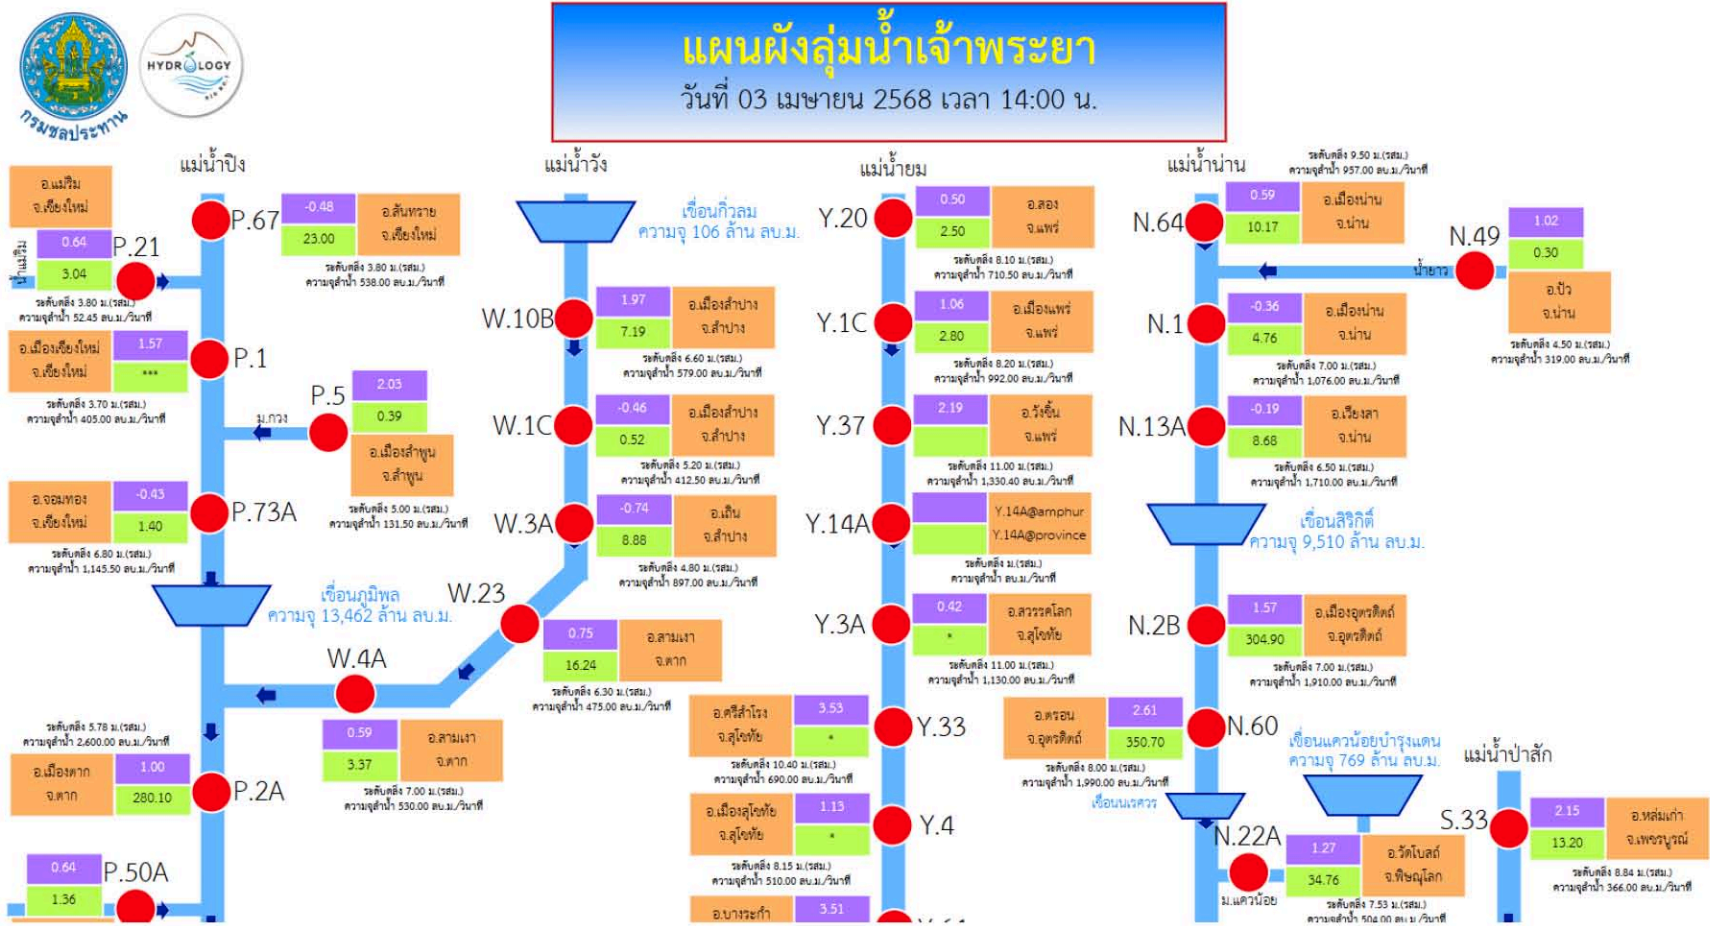 แผนผังลุ่มน้ำเจ้าพระยา
วันที่ 03 เมษายน 2568 เวลา 14:00 น.
กรมชลประทาน
HYDROLOGY
แม่น้ำปิง
อ.แม่ริม
จ.เชียงใหม่
น้ำแม่ริม
0.64
3.04
P.21
ระดับตลิ่ง 3.80 ม.(รสม.)
ความจุลำน้ำ 52.45 ลบ.ม./วินาที
P.67
-0.48
23.00
อ.สันทราย
จ.เชียงใหม่
ระดับตลิ่ง 3.80 ม.(รสม.)
ความจุลำน้ำ 538.00 ลบ.ม./วินาที
อ.เมืองเชียงใหม่
จ.เชียงใหม่
1.57
***
P.1
ระดับตลิ่ง 3.70 ม.(รสม.)
ความจุลำน้ำ 405.00 ลบ.ม./วินาที
ม.กวง
P.5
2.03
0.39
อ.เมืองลำพูน
จ.ลำพูน
ระดับตลิ่ง 5.00 ม.(รสม.)
ความจุลำน้ำ 131.50 ลบ.ม./วินาที
อ.จอมทอง
จ.เชียงใหม่
-0.43
1.40
P.73A
ระดับตลิ่ง 6.80 ม.(รสม.)
ความจุลำน้ำ 1,145.50 ลบ.ม./วินาที
เขื่อนภูมิพล
ความจุ 13,462 ล้าน ลบ.ม.
ระดับตลิ่ง 5.78 ม.(รสม.)
ความจุลำน้ำ 2,600.00 ลบ.ม./วินาที
อ.เมืองตาก
จ.ตาก
1.00
280.10
P.2A
0.64
1.36
P.50A
แม่น้ำวัง
เขื่อนกิ่วลม
ความจุ 106 ล้าน ลบ.ม.
W.10B
1.97
7.19
อ.เมืองลำปาง
จ.ลำปาง
ระดับตลิ่ง 6.60 ม.(รสม.)
ความจุลำน้ำ 579.00 ลบ.ม./วินาที
W.1C
-0.46
0.52
อ.เมืองลำปาง
จ.ลำปาง
ระดับตลิ่ง 5.20 ม.(รสม.)
ความจุลำน้ำ 412.50 ลบ.ม./วินาที
W.3A
-0.74
8.88
อ.เถิน
จ.ลำปาง
ระดับตลิ่ง 4.80 ม.(รสม.)
ความจุลำน้ำ 897.00 ลบ.ม./วินาที
W.23
0.75
16.24
อ.สามเงา
จ.ตาก
ระดับตลิ่ง 6.30 ม.(รสม.)
ความจุลำน้ำ 475.00 ลบ.ม./วินาที
W.4A
0.59
3.37
อ.สามเงา
จ.ตาก
ระดับตลิ่ง 7.00 ม.(รสม.)
ความจุลำน้ำ 530.00 ลบ.ม./วินาที
แม่น้ำยม
Y.20
0.50
2.50
อ.สอง
จ.แพร่
ระดับตลิ่ง 8.10 ม.(รสม.)
ความจุลำน้ำ 710.50 ลบ.ม./วินาที
Y.1C
1.06
2.80
อ.เมืองแพร่
จ.แพร่
ระดับตลิ่ง 8.20 ม.(รสม.)
ความจุลำน้ำ 992.00 ลบ.ม./วินาที
Y.37
2.19
อ.วังชิ้น
จ.แพร่
ระดับตลิ่ง 11.00 ม.(รสม.)
ความจุลำน้ำ 1,330.40 ลบ.ม./วินาที
Y.14A
Y.14A@amphur
Y.14A@province
ระดับตลิ่ง ม.(รสม.)
ความจุลำน้ำ ลบ.ม./วินาที
Y.3A
0.42
*
อ.สวรรคโลก
จ.สุโขทัย
ระดับตลิ่ง 11.00 ม.(รสม.)
ความจุลำน้ำ 1,130.00 ลบ.ม./วินาที
อ.ศรีสำโรง
จ.สุโขทัย
3.53
*
Y.33
ระดับตลิ่ง 10.40 ม.(รสม.)
ความจุลำน้ำ 690.00 ลบ.ม./วินาที
อ.เมืองสุโขทัย
จ.สุโขทัย
1.13
*
Y.4
ระดับตลิ่ง 8.15 ม.(รสม.)
ความจุลำน้ำ 510.00 ลบ.ม./วินาที
อ.บางระกำ
3.51
แม่น้ำน่าน
ระดับตลิ่ง 9.50 ม.(รสม.)
ความจุลำน้ำ 957.00 ลบ.ม./วินาที
N.64
0.59
10.17
อ.เมืองน่าน
จ.น่าน
น้ำยาว
N.49
1.02
0.30
อ.ปัว
จ.น่าน
ระดับตลิ่ง 4.50 ม.(รสม.)
ความจุลำน้ำ 319.00 ลบ.ม./วินาที
N.1
-0.36
4.76
อ.เมืองน่าน
จ.น่าน
ระดับตลิ่ง 7.00 ม.(รสม.)
ความจุลำน้ำ 1,076.00 ลบ.ม./วินาที
N.13A
-0.19
8.68
อ.เวียงสา
จ.น่าน
ระดับตลิ่ง 6.50 ม.(รสม.)
ความจุลำน้ำ 1,710.00 ลบ.ม./วินาที
เขื่อนสิริกิติ์
ความจุ 9,510 ล้าน ลบ.ม.
N.2B
1.57
304.90
อ.เมืองอุตรดิตถ์
จ.อุตรดิตถ์
ระดับตลิ่ง 7.00 ม.(รสม.)
ความจุลำน้ำ 1,910.00 ลบ.ม./วินาที
อ.ตรอน
จ.อุตรดิตถ์
2.61
350.70
N.60
ระดับตลิ่ง 8.00 ม.(รสม.)
ความจุลำน้ำ 1,990.00 ลบ.ม./วินาที
เขื่อนนเรศวร
เขื่อนแควน้อยบำรุงแดน
ความจุ 769 ล้าน ลบ.ม.
N.22A
1.27
34.76
อ.วัดโบสถ์
จ.พิษณุโลก
ม.แควน้อย
ระดับตลิ่ง 7.53 ม.(รสม.)
ความจุลำน้ำ 504.00 ลบ.ม./วินาที
แม่น้ำป่าสัก
S.33
2.15
13.20
อ.หล่มเก่า
จ.เพชรบูรณ์
ระดับตลิ่ง 8.84 ม.(รสม.)
ความจุลำน้ำ 366.00 ลบ.ม./วินาที